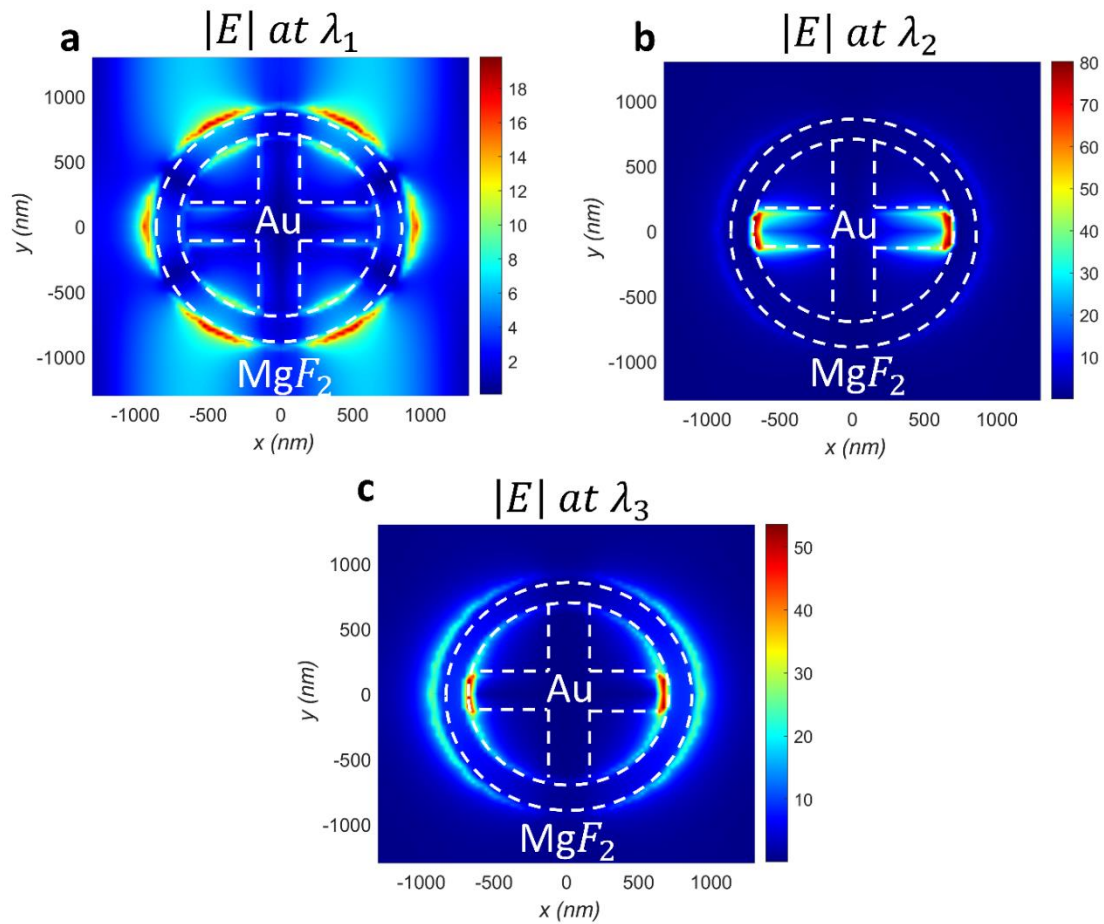 a
|E| at λ₁
1000
500
0
-500
-1000
y (nm)
Au
MgF₂
-1000 -500 0 500 1000
x (nm)
18
16
14
12
10
8
6
4
2
b
|E| at λ₂
1000
500
0
-500
-1000
y (nm)
Au
MgF₂
-1000 -500 0 500 1000
x (nm)
80
70
60
50
40
30
20
10
c
|E| at λ₃
1000
500
0
-500
-1000
y (nm)
Au
MgF₂
-1000 -500 0 500 1000
x (nm)
50
40
30
20
10